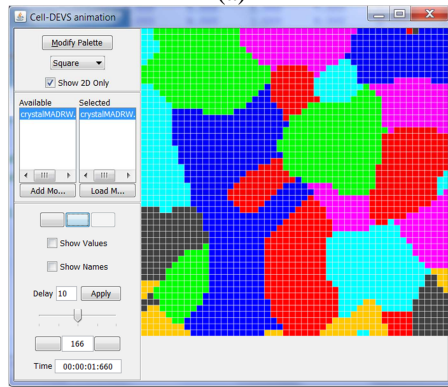 Cell-DEVS animation
Modify Palette
Square
Show 2D Only
Available Selected
crystalMADRW. crystalMADRW.
Add Mo... Load M...
Show Values
Show Names
Delay 10 Apply
166
Time 00:00:01:660